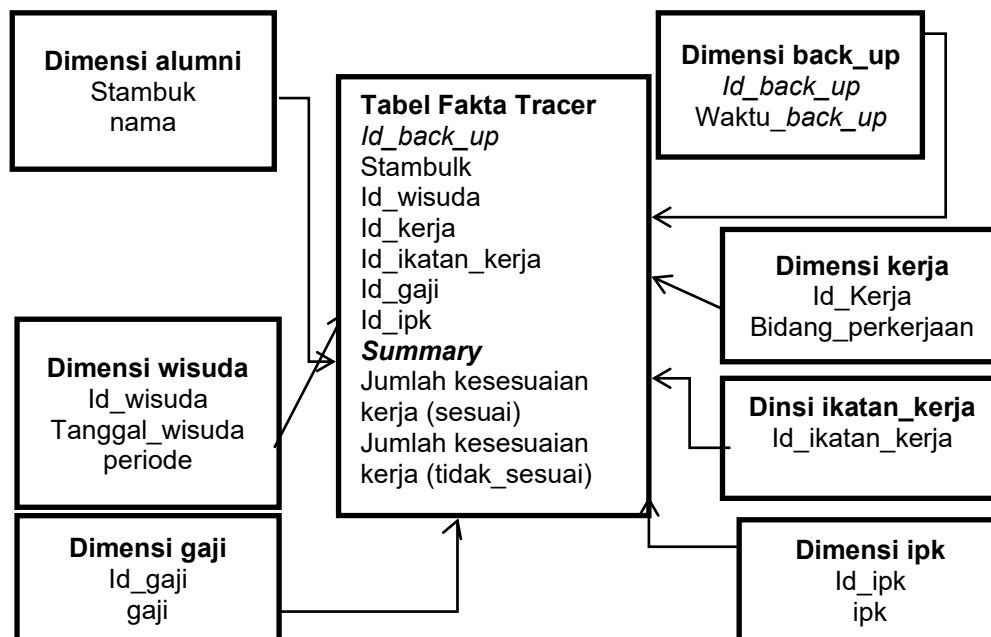 Dimensi alumni
Stambuk
nama
Tabel Fakta Tracer
Id_back_up
Stambulk
Id_wisuda
Id_kerja
Id_ikatan_kerja
Id_gaji
Id_ipk
Summary
Jumlah kesesuaian
kerja (sesuai)
Jumlah kesesuaian
kerja (tidak_sesuai)
Dimensi back_up
Id_back_up
Waktu_back_up
Dimensi kerja
Id_Kerja
Bidang_perkerjaan
Dimensi wisuda
Id_wisuda
Tanggal_wisuda
periode
Dinsi ikatan_kerja
Id_ikatan_kerja
Dimensi gaji
Id_gaji
gaji
Dimensi ipk
Id_ipk
ipk